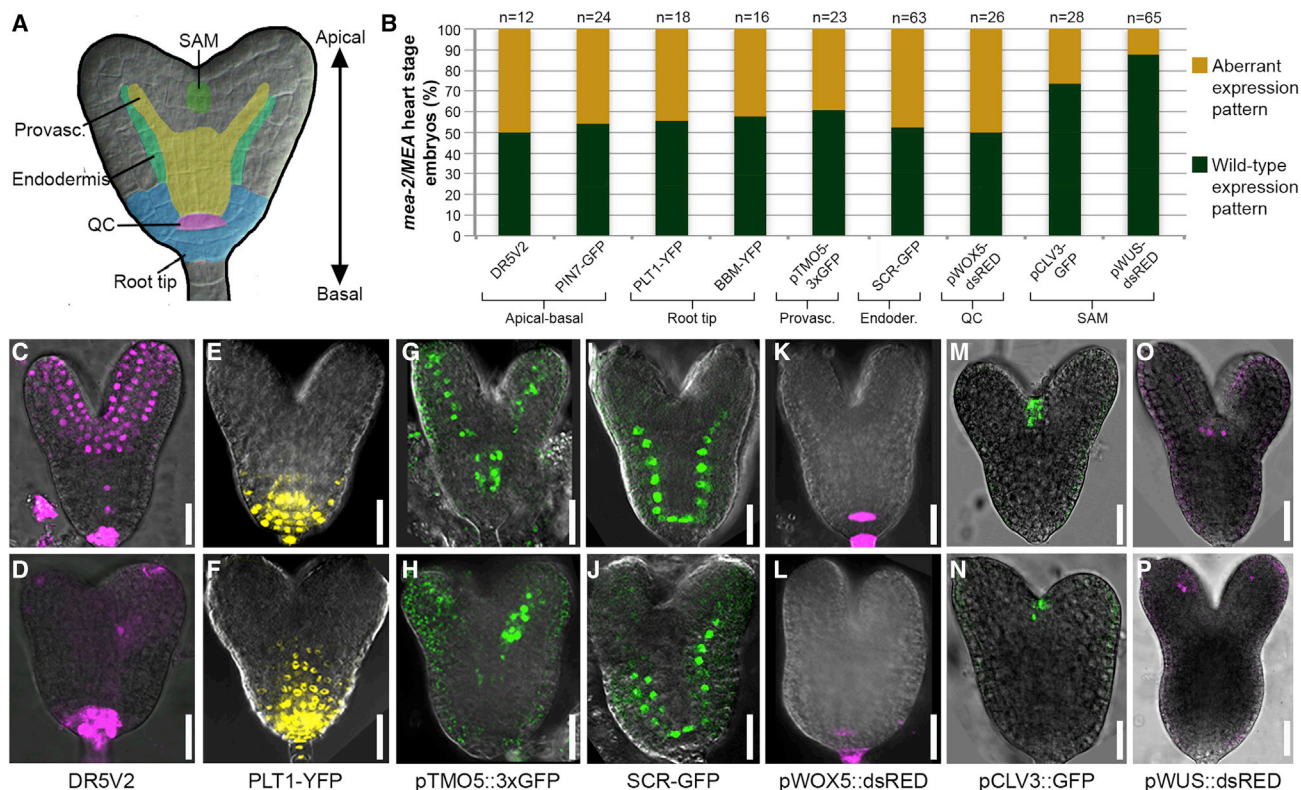 A
SAM
Apical
Provasc.
Endodermis
QC
Root tip
Basal
B
n=12 n=24 n=18 n=16 n=23 n=63 n=26 n=28 n=65
mea-2/MEA heart stage
embryos (%)
100
90
80
70
60
50
40
30
20
10
0
Aberrant
expression
pattern
Wild-type
expression
pattern
DR5V2
PIN7-GFP
PLT1-YFP
BBM-YFP
pTMO5-
3xGFP
SCR-GFP
pWOX5-
dsRED
pCLV3-
GFP
pWUS-
dsRED
Apical-basal Root tip Provasc. Endoder. QC SAM
C E G I K M O
D F H J L N P
DR5V2 PLT1-YFP pTMO5::3xGFP SCR-GFP pWOX5::dsRED pCLV3::GFP pWUS::dsRED